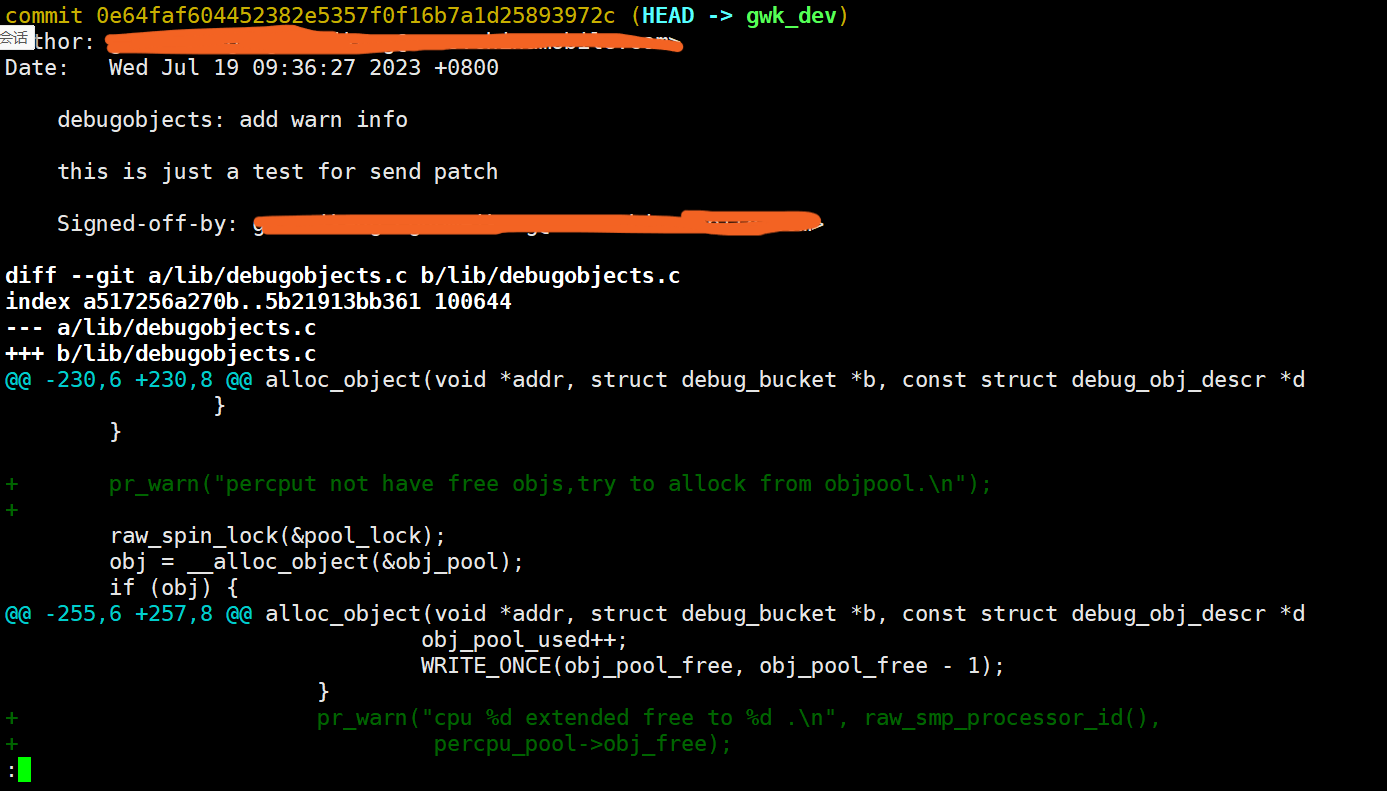 commit 0e64faf604452382e5357f0f16b7a1d25893972c (HEAD -> gwk_dev)
会话
thor:
Date:   Wed Jul 19 09:36:27 2023 +0800
    debugobjects: add warn info
    this is just a test for send patch
    Signed-off-by:
diff --git a/lib/debugobjects.c b/lib/debugobjects.c
index a517256a270b..5b21913bb361 100644
--- a/lib/debugobjects.c
+++ b/lib/debugobjects.c
@@ -230,6 +230,8 @@ alloc_object(void *addr, struct debug_bucket *b, const struct debug_obj_descr *d
                }
        }
+       pr_warn("percput not have free objs,try to allock from objpool.\n");
+
        raw_spin_lock(&pool_lock);
        obj = __alloc_object(&obj_pool);
        if (obj) {
@@ -255,6 +257,8 @@ alloc_object(void *addr, struct debug_bucket *b, const struct debug_obj_descr *d
                                obj_pool_used++;
                                WRITE_ONCE(obj_pool_free, obj_pool_free - 1);
                        }
+                       pr_warn("cpu %d extended free to %d .\n", raw_smp_processor_id(),
+                                percpu_pool->obj_free);
: